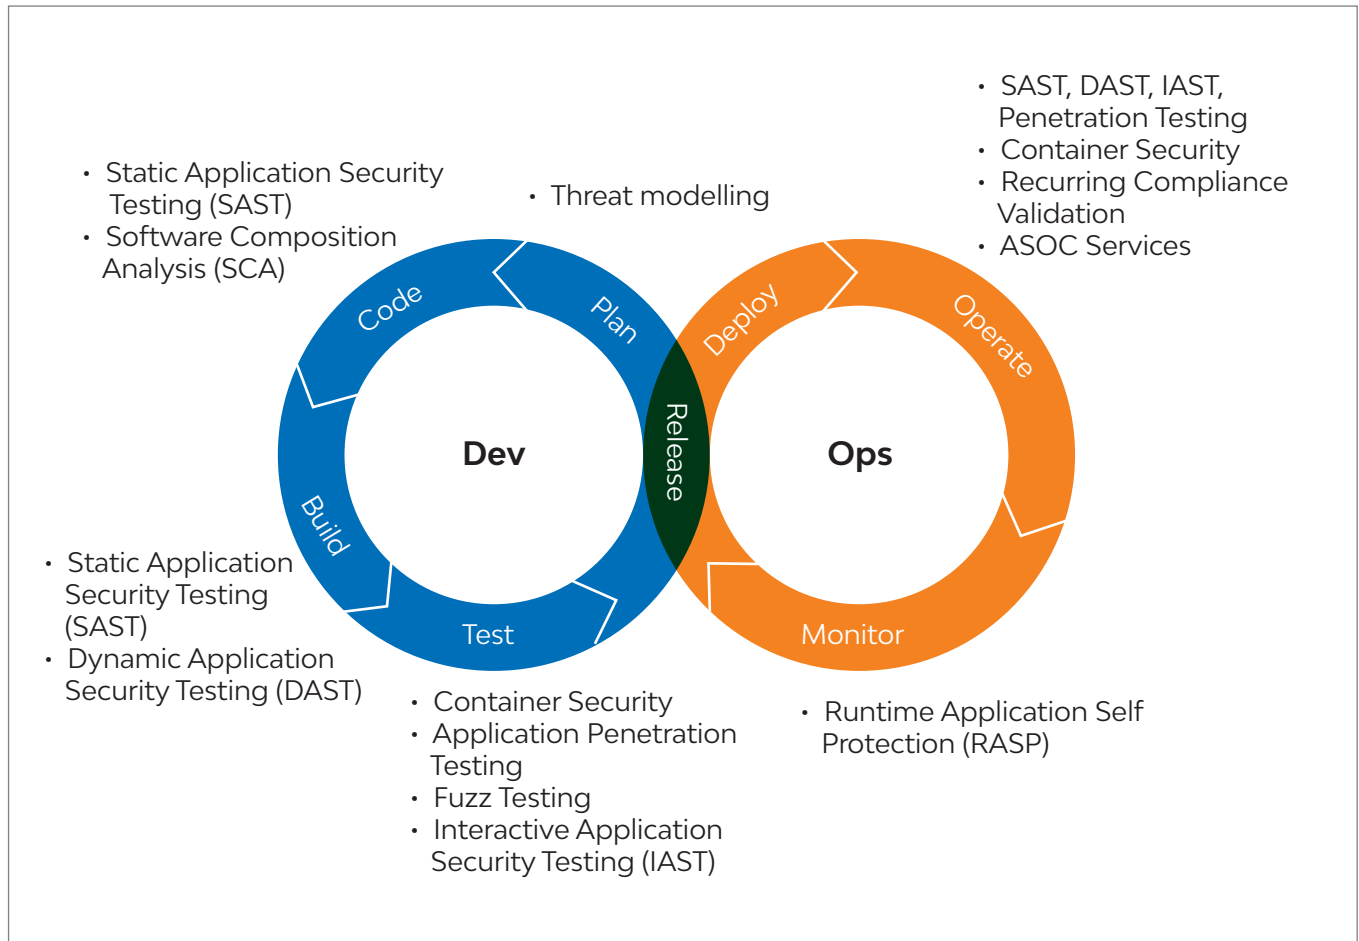 • SAST, DAST, IAST,
Penetration Testing
• Container Security
• Recurring Compliance
Validation
• ASOC Services
• Static Application Security
Testing (SAST)
• Software Composition
Analysis (SCA)
• Threat modelling
Code
Plan
Deploy
Operate
Dev
Release
Ops
Build
Test
Monitor
• Static Application
Security Testing
(SAST)
• Dynamic Application
Security Testing (DAST)
• Container Security
• Application Penetration
Testing
• Fuzz Testing
• Interactive Application
Security Testing (IAST)
• Runtime Application Self
Protection (RASP)